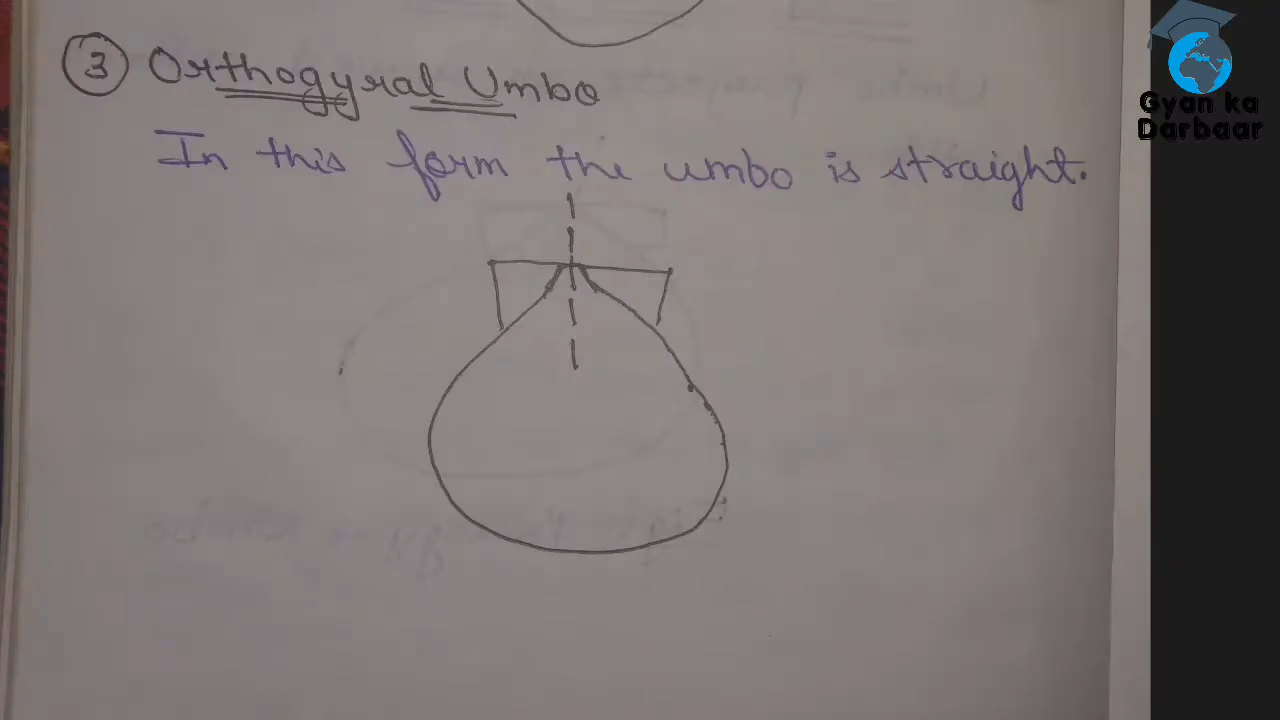 ③ Orthogyral Umbo
In this form the umbo is straight.
Gyan ka
Darbaar